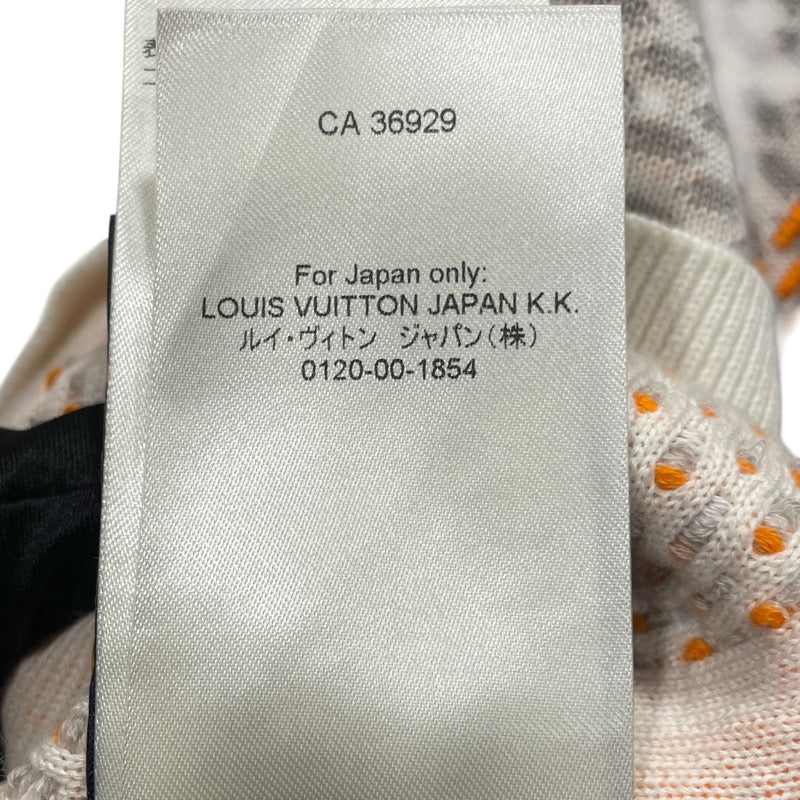 CA 36929
For Japan only:
LOUIS VUITTON JAPAN K.K.
ルイ・ヴィトン ジャパン(株)
0120-00-1854